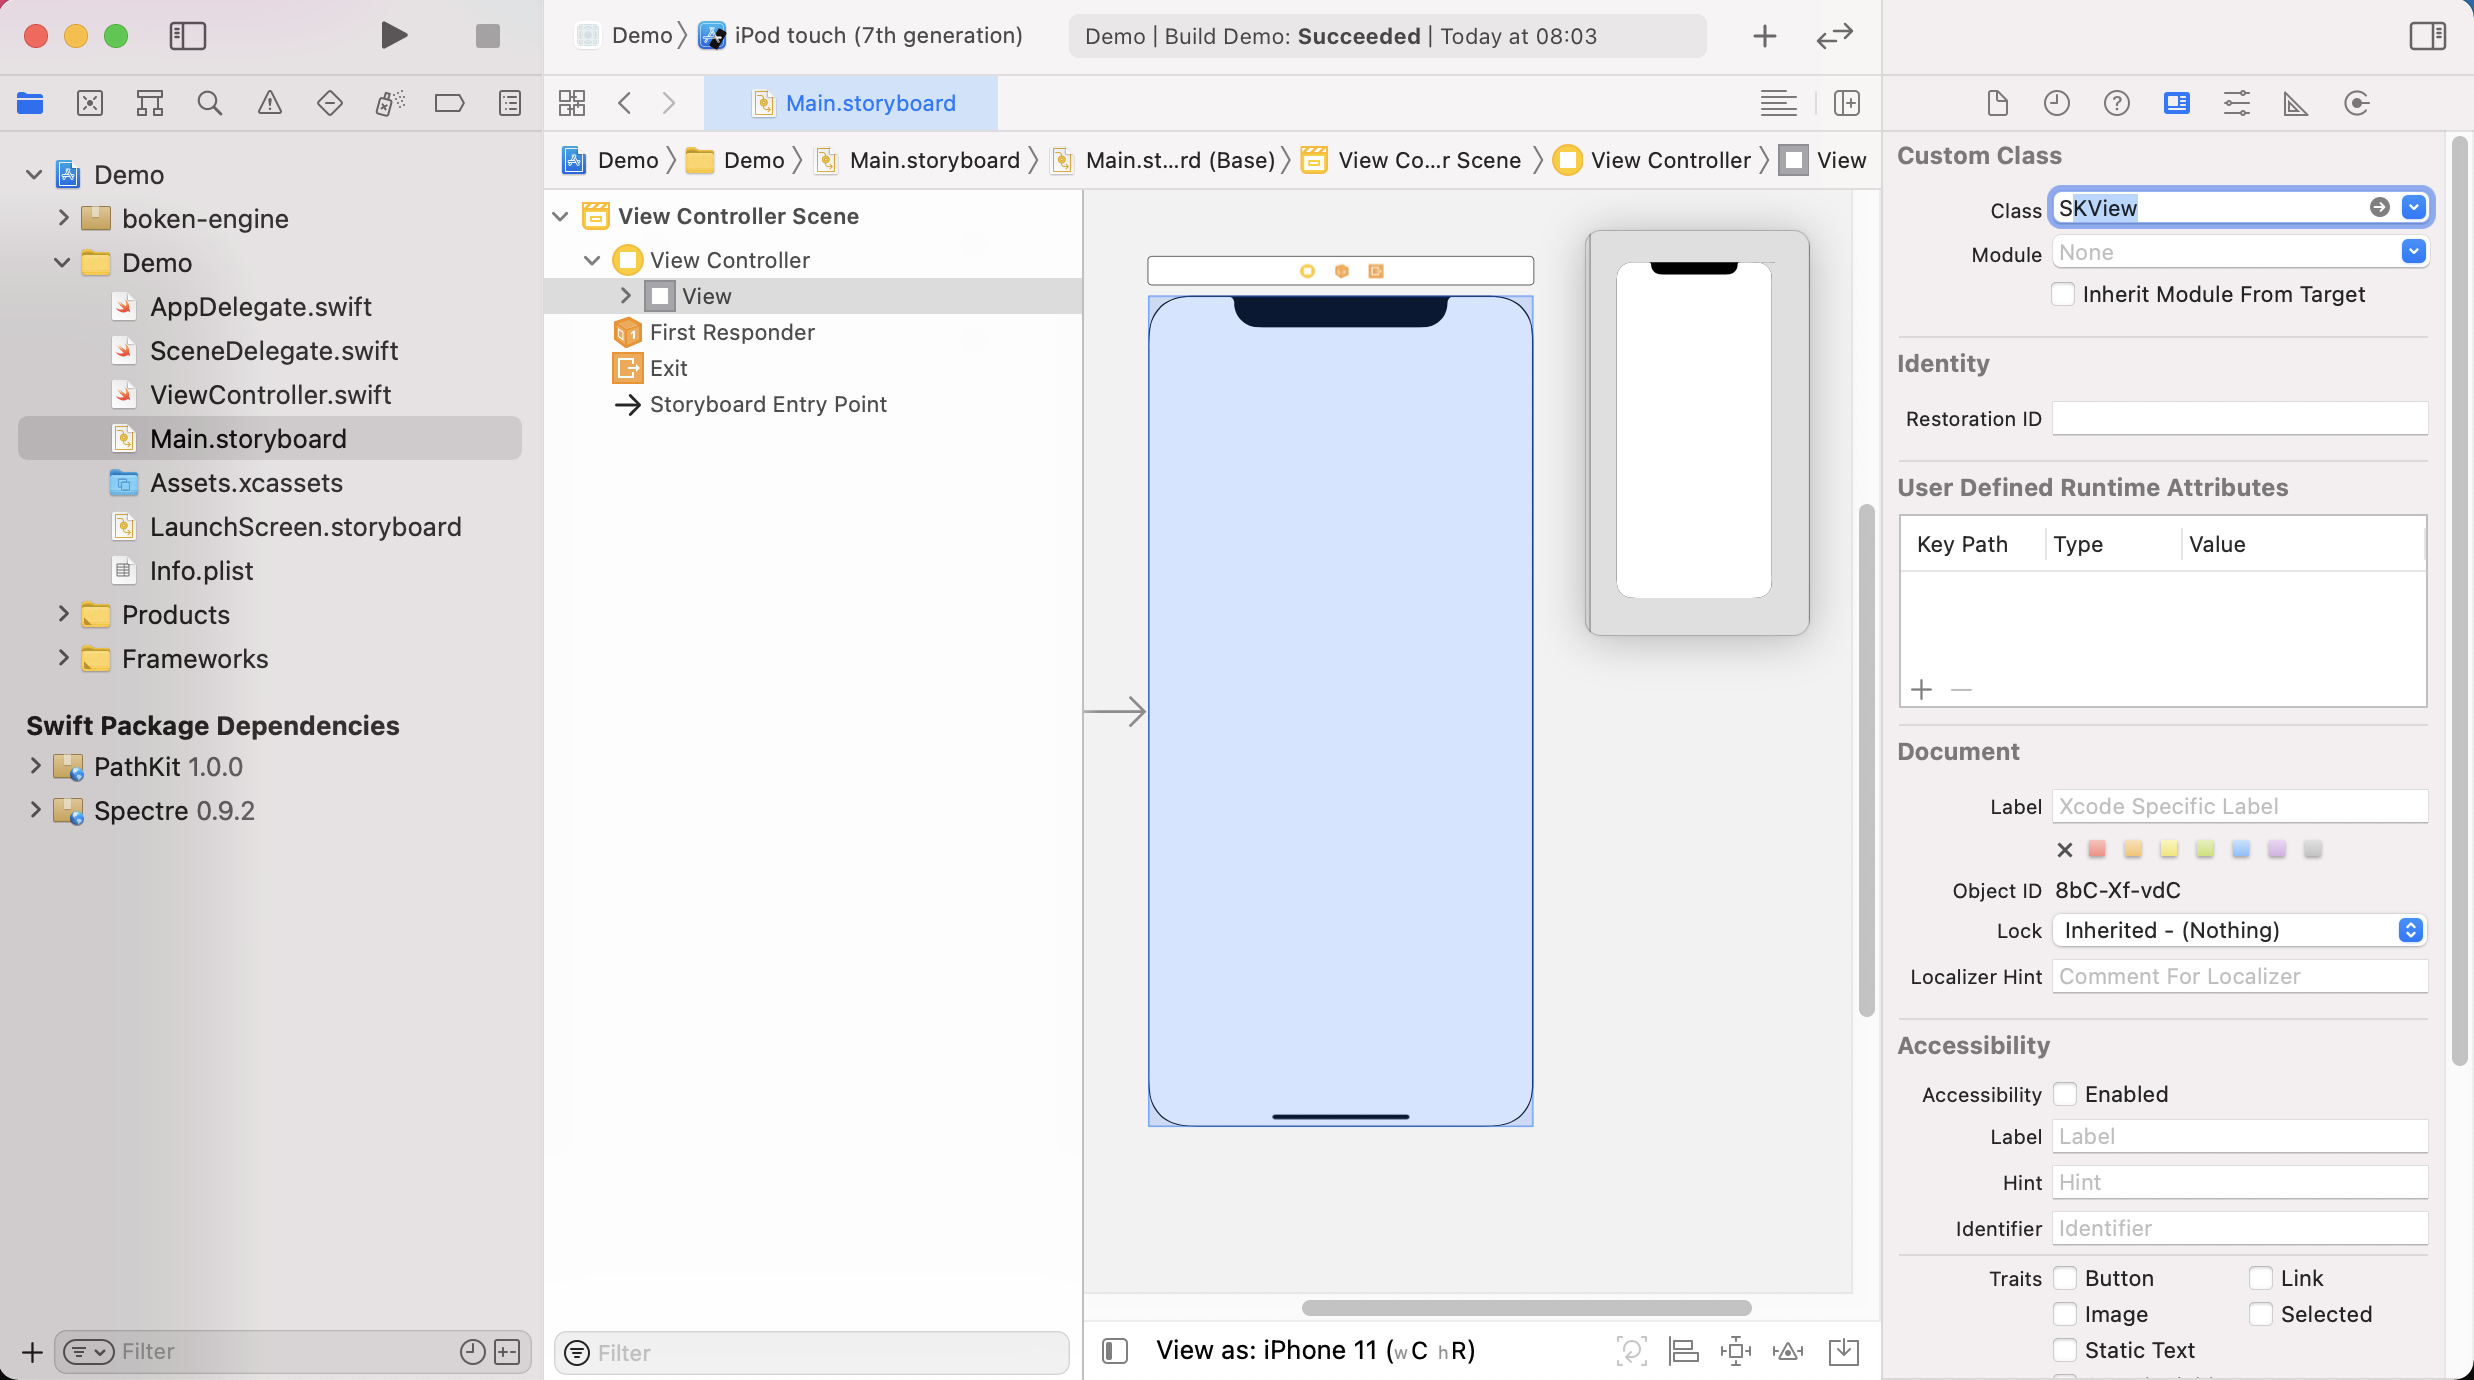 Demo
iPod touch (7th generation)
Demo | Build Demo: Succeeded | Today at 08:03
Main.storyboard
Demo
Demo
Main.storyboard
Main.st...rd (Base)
View Co...r Scene
View Controller
View
Demo
boken-engine
Demo
AppDelegate.swift
SceneDelegate.swift
ViewController.swift
Main.storyboard
Assets.xcassets
LaunchScreen.storyboard
Info.plist
Products
Frameworks
Swift Package Dependencies
PathKit 1.0.0
Spectre 0.9.2
Filter
View Controller Scene
View Controller
View
First Responder
Exit
Storyboard Entry Point
Filter
View as: iPhone 11 (wC hR)
Custom Class
Class SKView
Module None
Inherit Module From Target
Identity
Restoration ID
User Defined Runtime Attributes
Key Path Type Value
Document
Label Xcode Specific Label
Object ID 8bC-Xf-vdC
Lock Inherited - (Nothing)
Localizer Hint Comment For Localizer
Accessibility
Accessibility Enabled
Label Label
Hint Hint
Identifier Identifier
Traits Button Link
Image Selected
Static Text